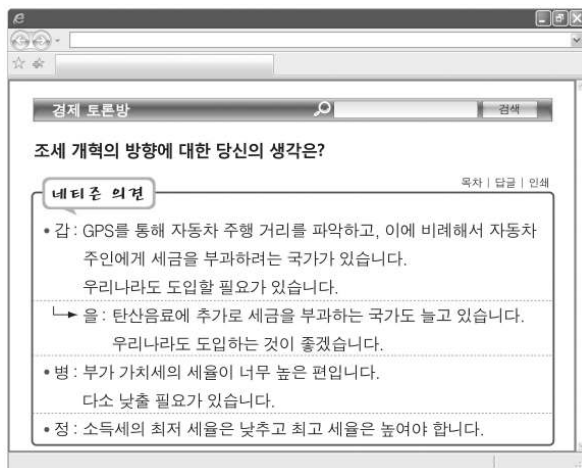 경제 토론방
검색
조세 개혁의 방향에 대한 당신의 생각은?
목차 | 답글 | 인쇄
네티즌 의견
• 갑 : GPS를 통해 자동차 주행 거리를 파악하고, 이에 비례해서 자동차
주인에게 세금을 부과하려는 국가가 있습니다.
우리나라도 도입할 필요가 있습니다.
을 : 탄산음료에 추가로 세금을 부과하는 국가도 늘고 있습니다.
우리나라도 도입하는 것이 좋겠습니다.
• 병 : 부가 가치세의 세율이 너무 높은 편입니다.
다소 낮출 필요가 있습니다.
• 정 : 소득세의 최저 세율은 낮추고 최고 세율은 높여야 합니다.